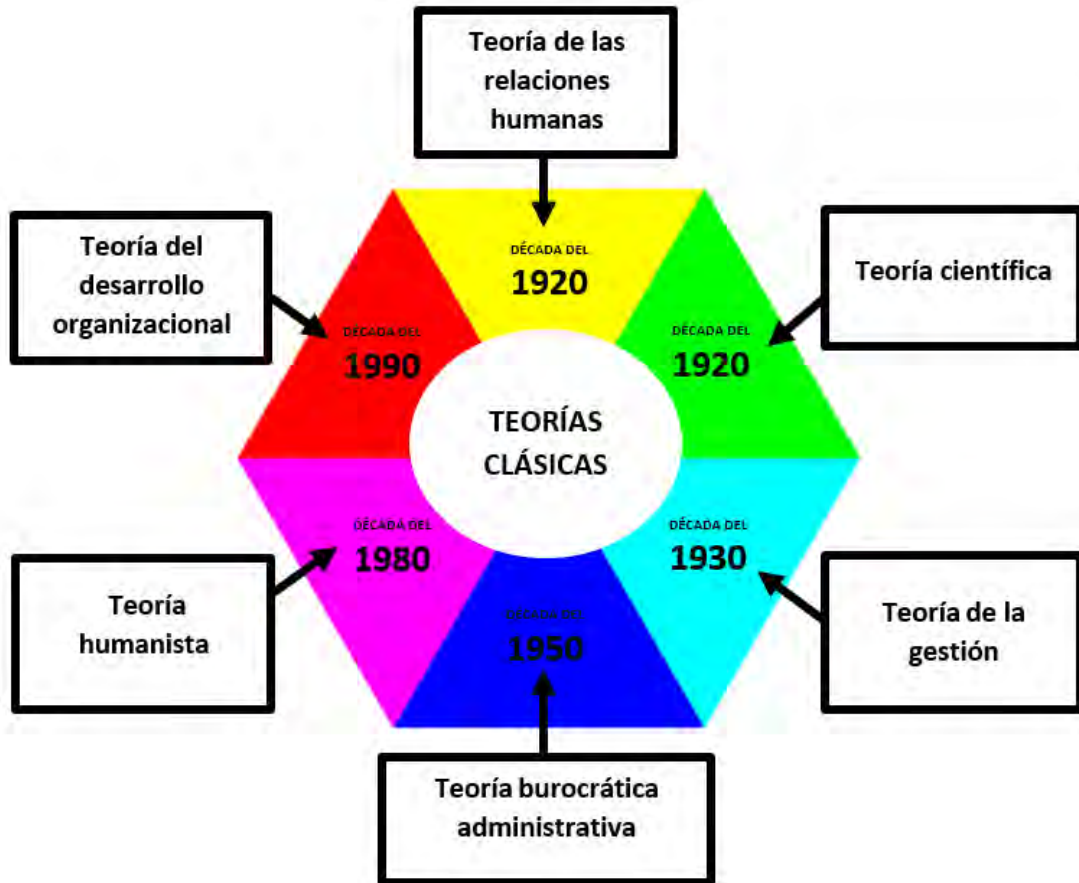 Teoría de las
relaciones
humanas
Teoría del
desarrollo
organizacional
Teoría científica
DÉCADA DEL
1920
DÉCADA DEL
1990
DÉCADA DEL
1920
TEORÍAS
CLÁSICAS
DÉCADA DEL
1980
DÉCADA DEL
1930
DÉCADA DEL
1950
Teoría
humanista
Teoría de la
gestión
Teoría burocrática
administrativa